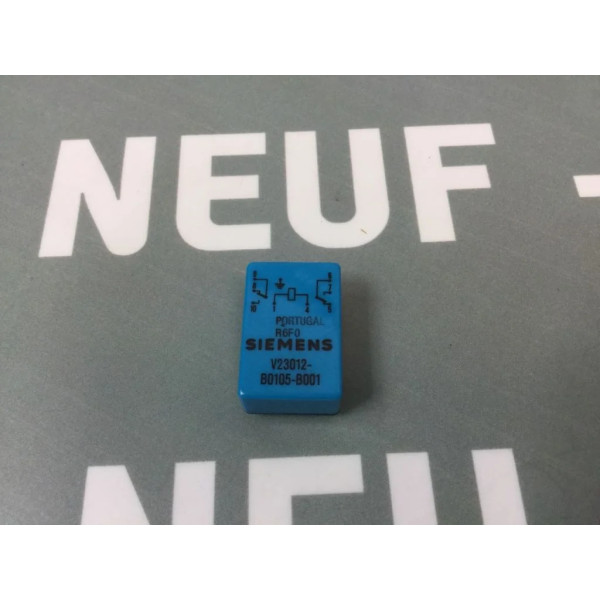 NEUF -
PORTUGAL
R6F0
SIEMENS
V23012-
B0105-B001
NEU